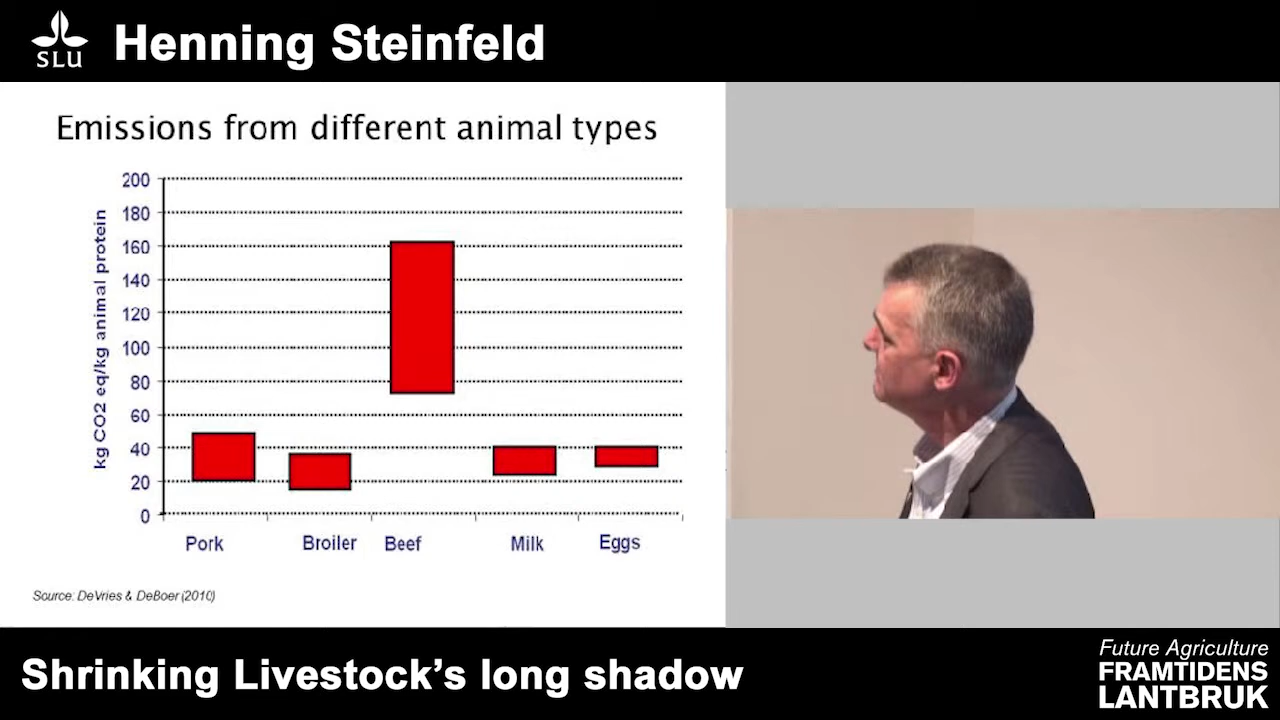 SLU
Henning Steinfeld
Emissions from different animal types
kg CO2 eq/kg animal protein
200
180
160
140
120
100
80
60
40
20
0
Pork Broiler Beef Milk Eggs
Source: DeVries & DeBoer (2010)
Shrinking Livestock's long shadow
Future Agriculture
FRAMTIDENS
LANTBRUK